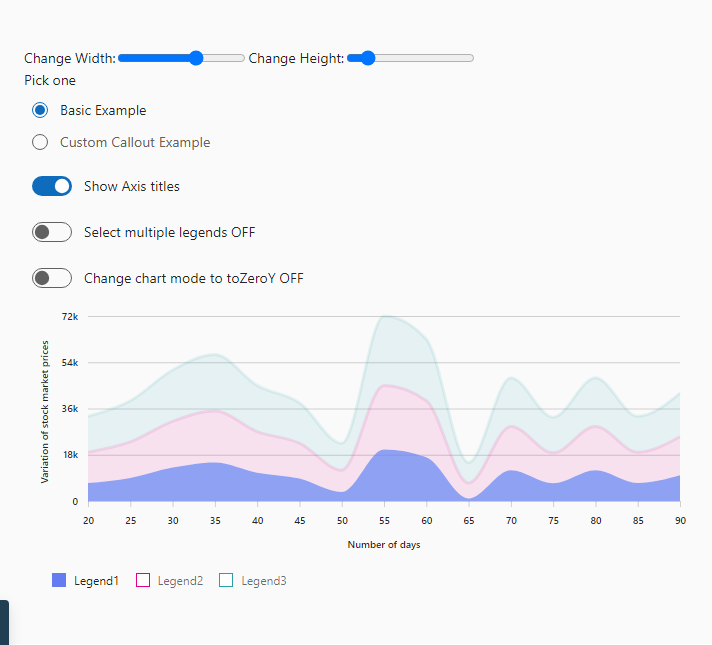 Change Width: Change Height:
Pick one
Basic Example
Custom Callout Example
Show Axis titles
Select multiple legends OFF
Change chart mode to toZeroY OFF
Variation of stock market prices
72k
54k
36k
18k
0
20 25 30 35 40 45 50 55 60 65 70 75 80 85 90
Number of days
Legend1 Legend2 Legend3